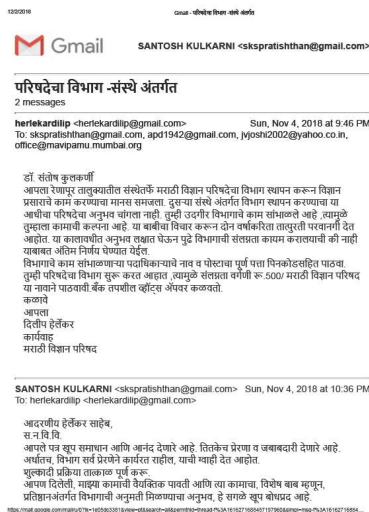 12/2/2018
Gmail - परिषदेचा विभाग -संस्थे अंतर्गत
Gmail
SANTOSH KULKARNI <skspratishthan@gmail.com>
परिषदेचा विभाग -संस्थे अंतर्गत
2 messages
herlekardilip <herlekardilip@gmail.com>
Sun, Nov 4, 2018 at 9:46 PM
To: skspratishthan@gmail.com, apd1942@gmail.com, jvjoshi2002@yahoo.co.in,
office@mavipamu.mumbai.org
डॉ. संतोष कुलकर्णी
आपला रेणापूर तालुक्यातील संस्थेतर्फे मराठी विज्ञान परिषदेचा विभाग स्थापन करून विज्ञान
प्रसाराचे काम करण्याचा मानस समजला. दुसऱ्या संस्थे अंतर्गत विभाग स्थापन करण्याचा या
आधीचा परिषदेचा अनुभव चांगला नाही. तुम्ही उदगीर विभागाचे काम सांभाळले आहे ,त्यामुळे
तुम्हाला कामाची कल्पना आहे. या बाबीचा विचार करून दोन वर्षाकरिता तात्पुरती परवानगी देत
आहोत. या कालावधीत अनुभव लक्षात घेऊन पुढे विभागाची संलग्नता कायम करालयाची की नाही
याबाबत अंतिम निर्णय घेण्यात येईल.
विभागाचे काम सांभाळणाऱ्या पदाधिकाऱ्याचे नाव व पोस्टाचा पूर्ण पत्ता पिनकोडसहित पाठवा.
तुम्ही परिषदेचा विभाग सुरू करत आहात ,त्यामुळे संलग्नता वर्गणी रू.500/ मराठी विज्ञान परिषद
या नावाने पाठवावी.बँक तपशील व्हॉट्स ॲपवर कळवतो.
कळावे
आपला
दिलीप हेर्लेकर
कार्यवाह
मराठी विज्ञान परिषद
SANTOSH KULKARNI <skspratishthan@gmail.com>
Sun, Nov 4, 2018 at 10:36 PM
To: herlekardilip <herlekardilip@gmail.com>
आदरणीय हेर्लेकर साहेब,
स.न.वि.वि.
आपले पत्र खूप समाधान आणि आनंद देणारे आहे. तितकेच प्रेरणा व जबाबदारी देणारे आहे.
अर्थातच, विभाग सर्व प्रेरणेने कार्यरत राहील, याची ग्वाही देत आहोत.
शुल्कादी प्रक्रिया तात्काळ पूर्ण करू.
आपण दिलेली, माझ्या कामाची वैयक्तिक पावती आणि त्या कामाचा, विशेष बाब म्हणून,
प्रतिष्ठानअंतर्गत विभागाची अनुमती मिळण्याचा अनुभव, हे सगळे खूप बोधप्रद आहे.